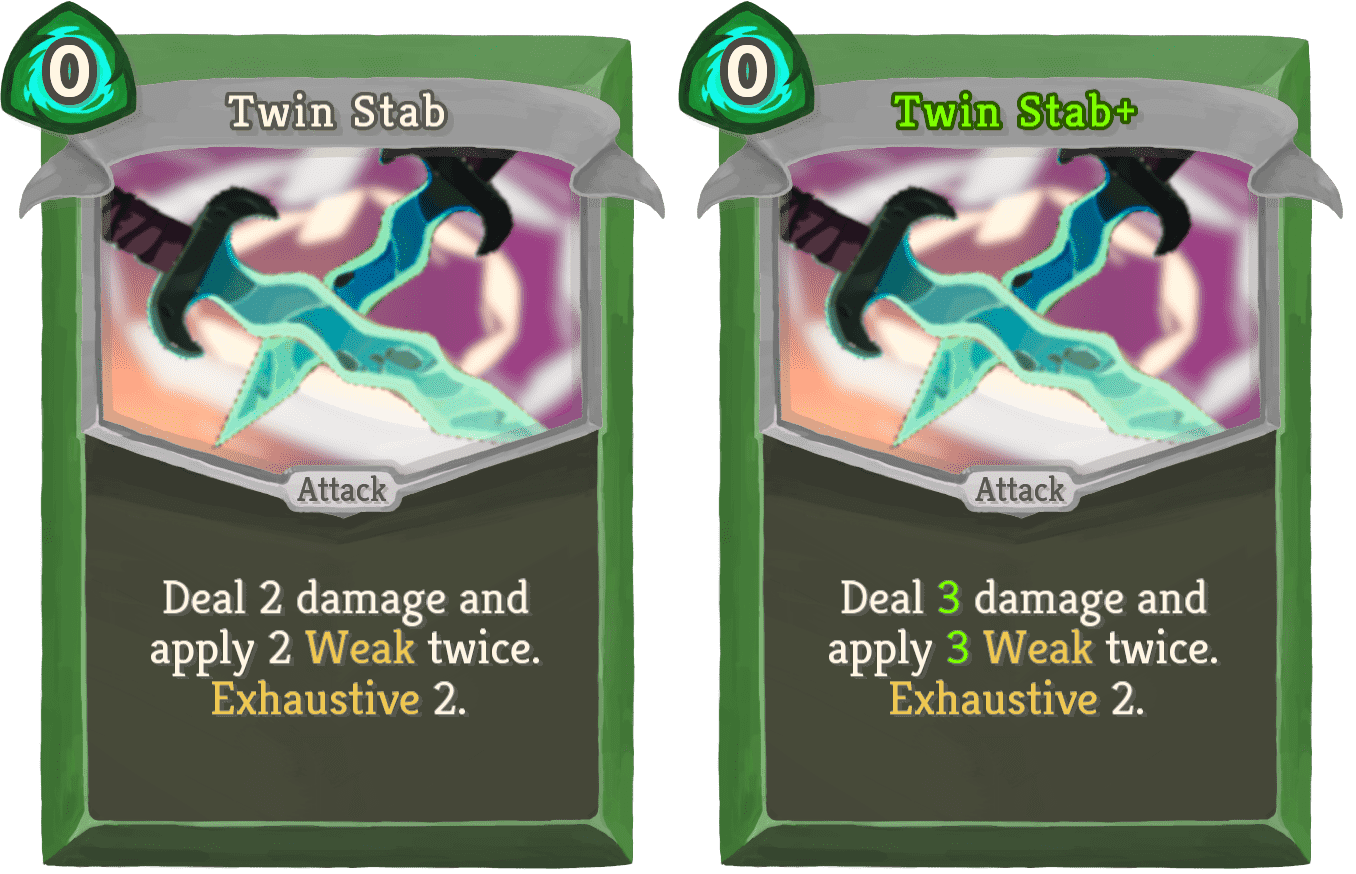 0
Twin Stab
Attack
Deal 2 damage and
apply 2 Weak twice.
Exhaustive 2.
0
Twin Stab+
Attack
Deal 3 damage and
apply 3 Weak twice.
Exhaustive 2.